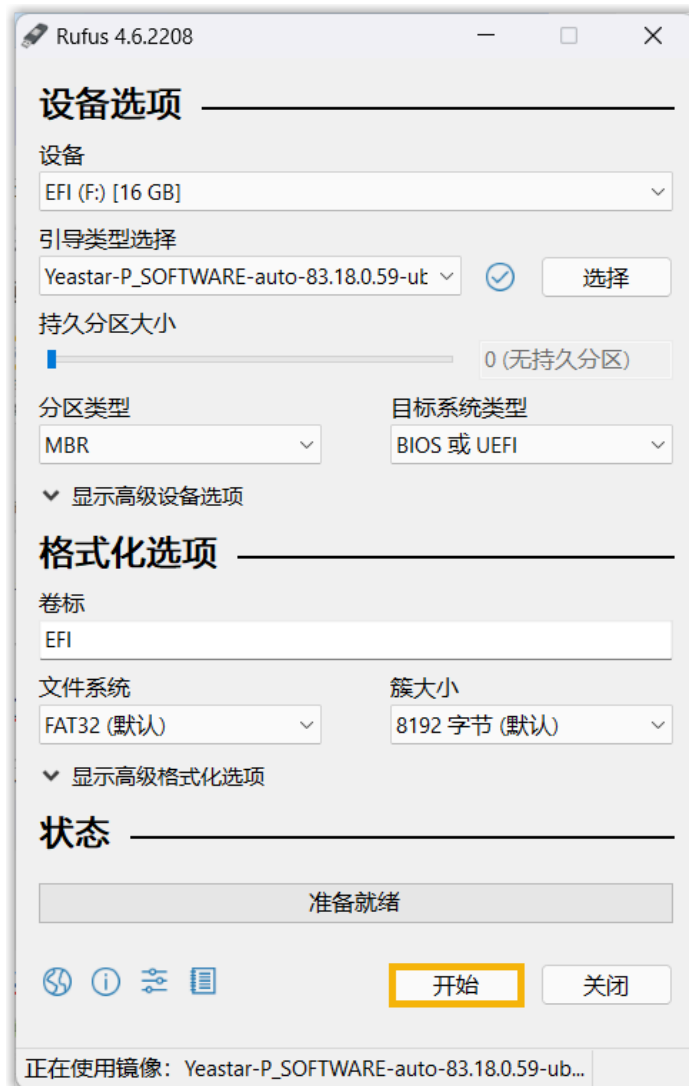 Rufus 4.6.2208
设备选项
设备
EFI (F:) [16 GB]
引导类型选择
Yeastar-P_SOFTWARE-auto-83.18.0.59-ub
选择
持久分区大小
0 (无持久分区)
分区类型
目标系统类型
MBR
BIOS 或 UEFI
显示高级设备选项
格式化选项
卷标
EFI
文件系统
簇大小
FAT32 (默认)
8192 字节 (默认)
显示高级格式化选项
状态
准备就绪
开始
关闭
正在使用镜像：Yeastar-P_SOFTWARE-auto-83.18.0.59-ub...